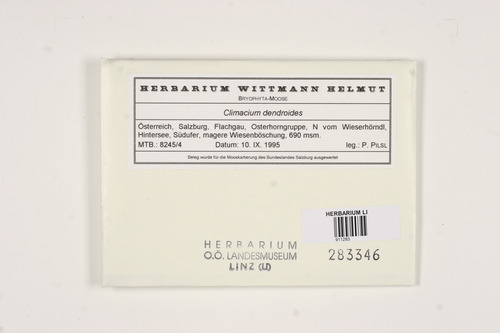 HERBARIUM WITTMANN HELMUT
BRYOPHYTA-MOOSE
Climacium dendroides
Österreich, Salzburg, Flachgau, Osterhorngruppe, N vom Wieserhörndl,
Hintersee, Südufer, magere Wiesenböschung, 690 msm.
MTB.: 8245/4 Datum: 10. IX. 1995 leg.: P. PILSL
Beleg wurde für die Mooskartierung des Bundeslandes Salzburg ausgewertet
HERBARIUM LI
911283
HERBARIUM
O.Ö. LANDESMUSEUM
LINZ (LI)
283346